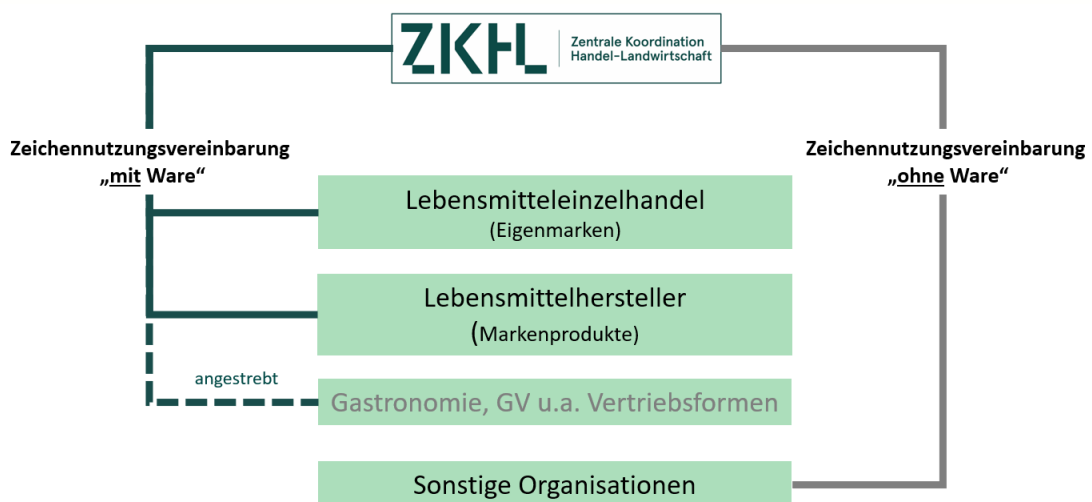 ZKHL
Zentrale Koordination
Handel-Landwirtschaft
Zeichennutzungsvereinbarung
„mit Ware“
Zeichennutzungsvereinbarung
„ohne Ware“
Lebensmitteleinzelhandel
(Eigenmarken)
Lebensmittelhersteller
(Markenprodukte)
angestrebt
Gastronomie, GV u.a. Vertriebsformen
Sonstige Organisationen